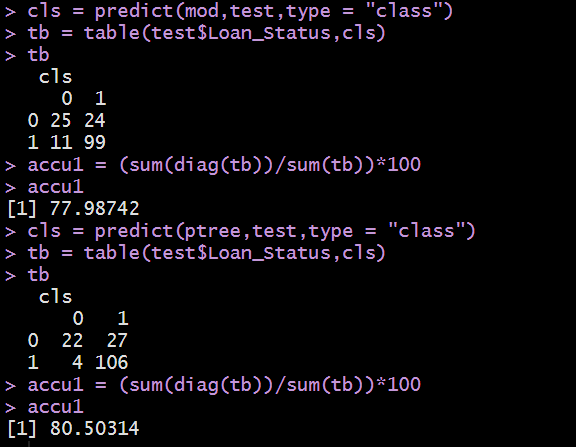 > cls = predict(mod,test,type = "class")
> tb = table(test$Loan_Status,cls)
> tb
   cls
     0  1
  0 25 24
  1 11 99
> accu1 = (sum(diag(tb))/sum(tb))*100
> accu1
[1] 77.98742
> cls = predict(ptree,test,type = "class")
> tb = table(test$Loan_Status,cls)
> tb
   cls
      0   1
  0  22  27
  1   4 106
> accu1 = (sum(diag(tb))/sum(tb))*100
> accu1
[1] 80.50314